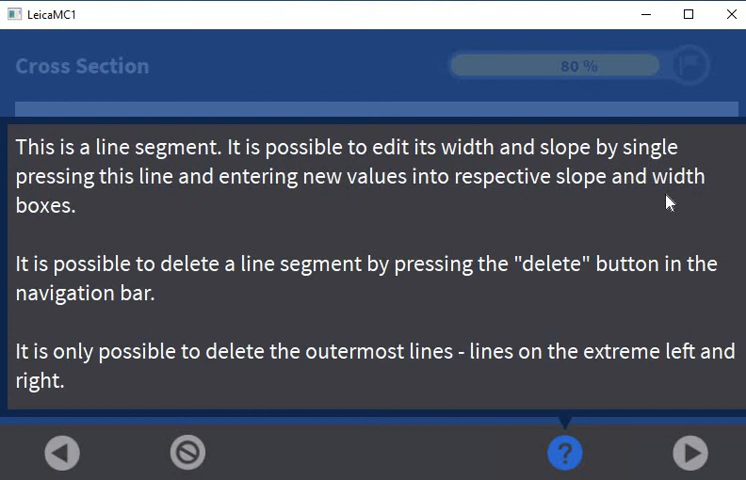 LeicaMC1
Cross Section
80 %
This is a line segment. It is possible to edit its width and slope by single
pressing this line and entering new values into respective slope and width
boxes.
It is possible to delete a line segment by pressing the "delete" button in the
navigation bar.
It is only possible to delete the outermost lines - lines on the extreme left and
right.
?